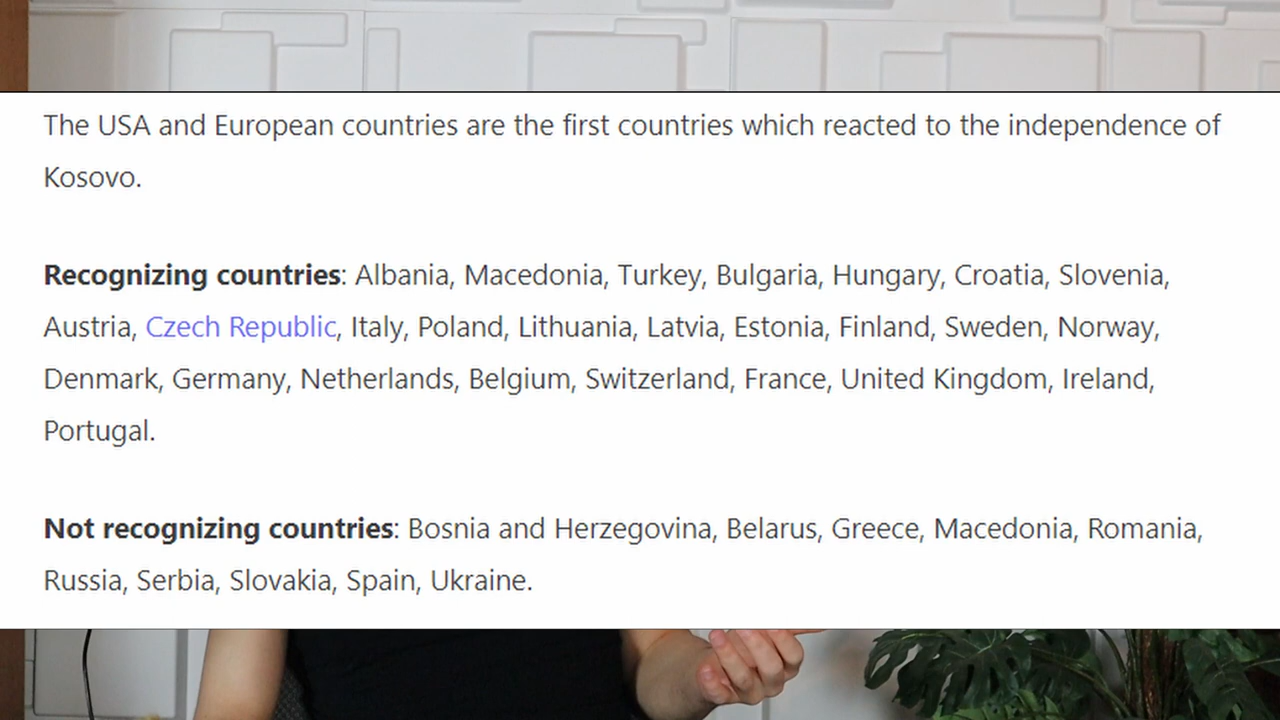 The USA and European countries are the first countries which reacted to the independence of
Kosovo.
Recognizing countries: Albania, Macedonia, Turkey, Bulgaria, Hungary, Croatia, Slovenia,
Austria, Czech Republic, Italy, Poland, Lithuania, Latvia, Estonia, Finland, Sweden, Norway,
Denmark, Germany, Netherlands, Belgium, Switzerland, France, United Kingdom, Ireland,
Portugal.
Not recognizing countries: Bosnia and Herzegovina, Belarus, Greece, Macedonia, Romania,
Russia, Serbia, Slovakia, Spain, Ukraine.